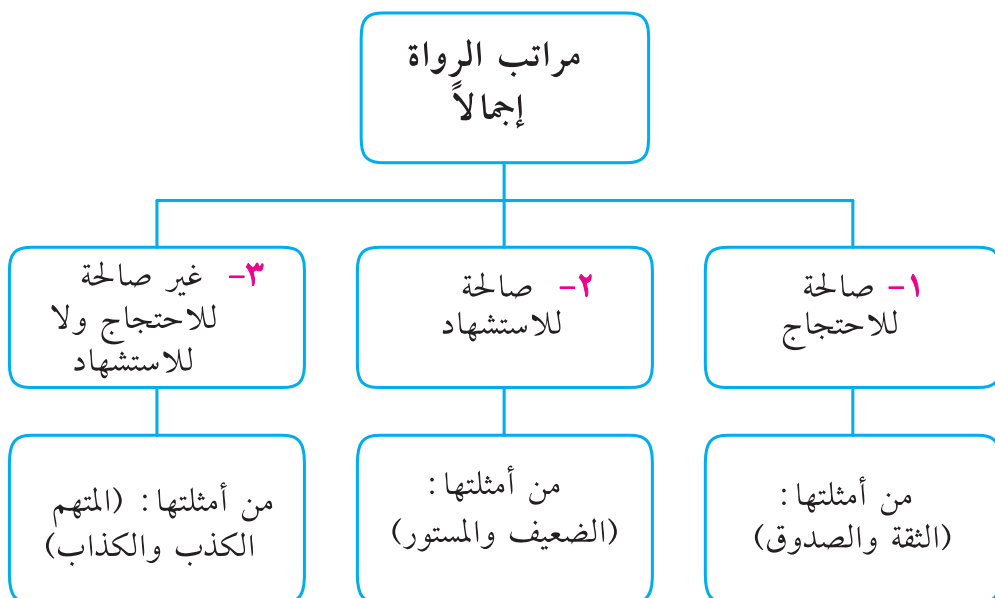 مراتب الرواة
إجمالاً
١- صالحة
للاحتجاج
٢- صالحة
للاستشهاد
٣- غير صالحة
للاحتجاج ولا
للاستشهاد
من أمثلتها:
(الثقة والصدوق)
من أمثلتها:
(الضعيف والمستور)
من أمثلتها: (المتهم
الكذب والكذاب)